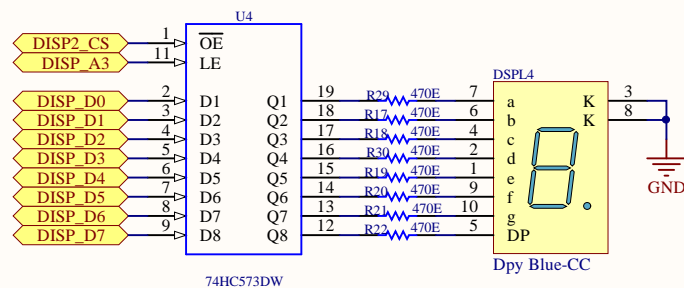 U4
DISP2_CS 1 OE
DISP_A3 11 LE
DISP_D0 2 D1 Q1 19 R29 470E 7 a
DISP_D1 3 D2 Q2 18 R17 470E 6 b
DISP_D2 4 D3 Q3 17 R18 470E 4 c
DISP_D3 5 D4 Q4 16 R30 470E 2 d
DISP_D4 6 D5 Q5 15 R19 470E 1 e
DISP_D5 7 D6 Q6 14 R20 470E 9 f
DISP_D6 8 D7 Q7 13 R21 470E 10 g
DISP_D7 9 D8 Q8 12 R22 470E 5 DP
74HC573DW
DSPL4
K 3
K 8
8.
Dpy Blue-CC
GND